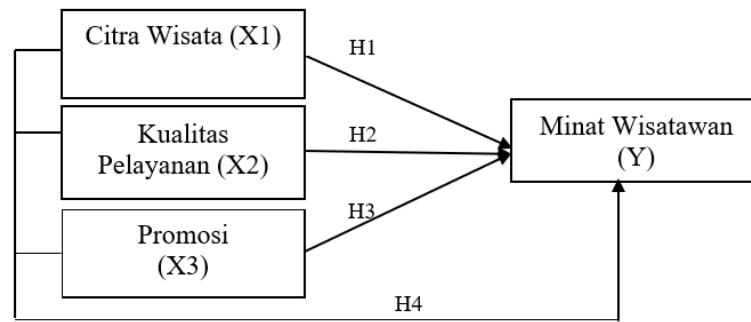 Citra Wisata (X1)
H1
Kualitas
Pelayanan (X2)
H2
Minat Wisatawan
(Y)
Promosi
(X3)
H3
H4